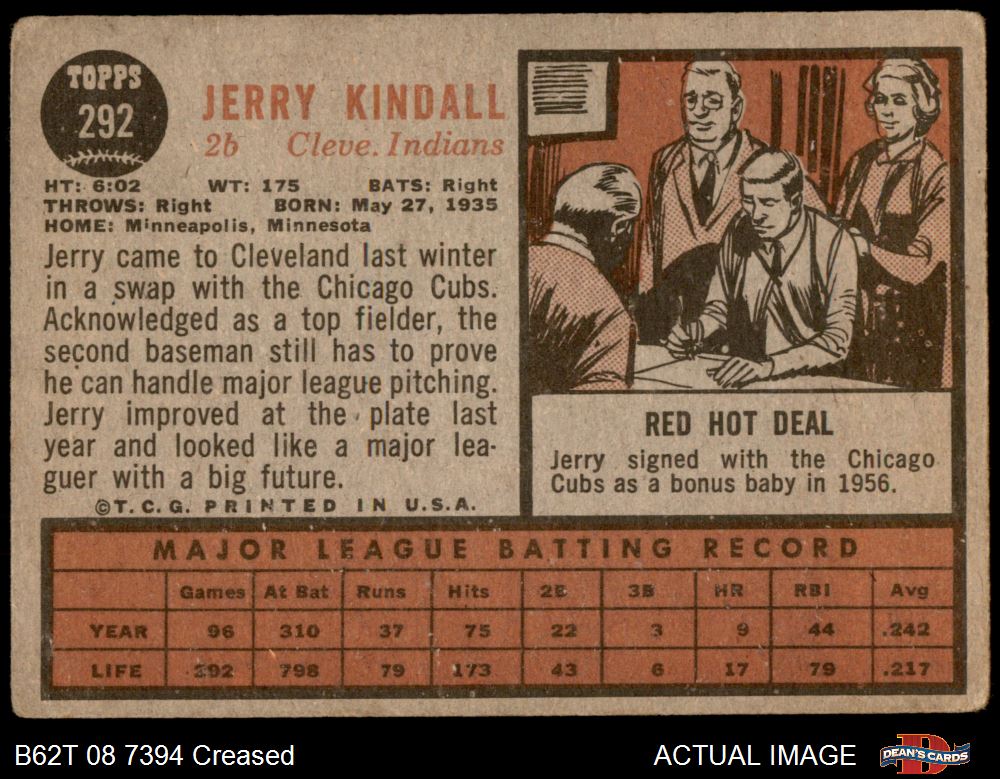 TOPPS
292
JERRY KINDALL
2b Cleve. Indians
HT: 6:02 WT: 175 BATS: Right
THROWS: Right BORN: May 27, 1935
HOME: Minneapolis, Minnesota
Jerry came to Cleveland last winter
in a swap with the Chicago Cubs.
Acknowledged as a top fielder, the
second baseman still has to prove
he can handle major league pitching.
Jerry improved at the plate last
year and looked like a major lea-
guer with a big future.
©T.C.G. PRINTED IN U.S.A.
RED HOT DEAL
Jerry signed with the Chicago
Cubs as a bonus baby in 1956.
MAJOR LEAGUE BATTING RECORD
Games At Bat Runs Hits 2B 3B HR RBI Avg
YEAR 96 310 37 75 22 3 9 44 .242
LIFE 292 798 79 173 43 6 17 79 .217
B62T 08 7394 Creased
ACTUAL IMAGE
DEAN'S CARDS